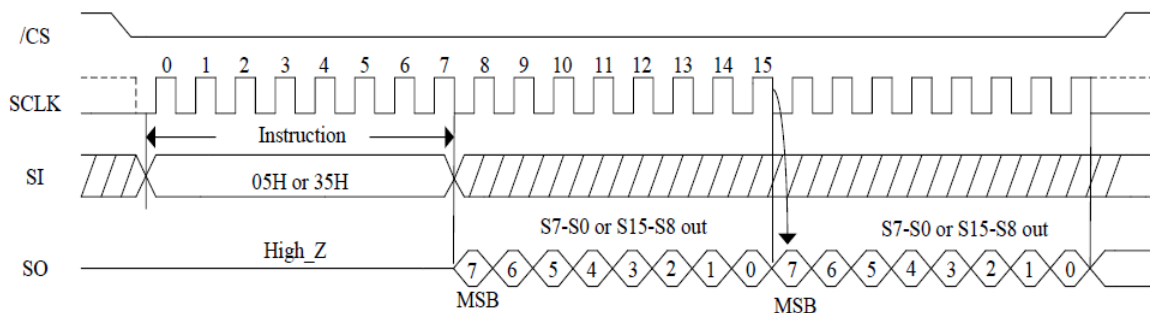 /CS
0 1 2 3 4 5 6 7 8 9 10 11 12 13 14 15
SCLK
Instruction
SI
05H or 35H
S7-S0 or S15-S8 out
S7-S0 or S15-S8 out
High_Z
SO
7 6 5 4 3 2 1 0 7 6 5 4 3 2 1 0
MSB
MSB